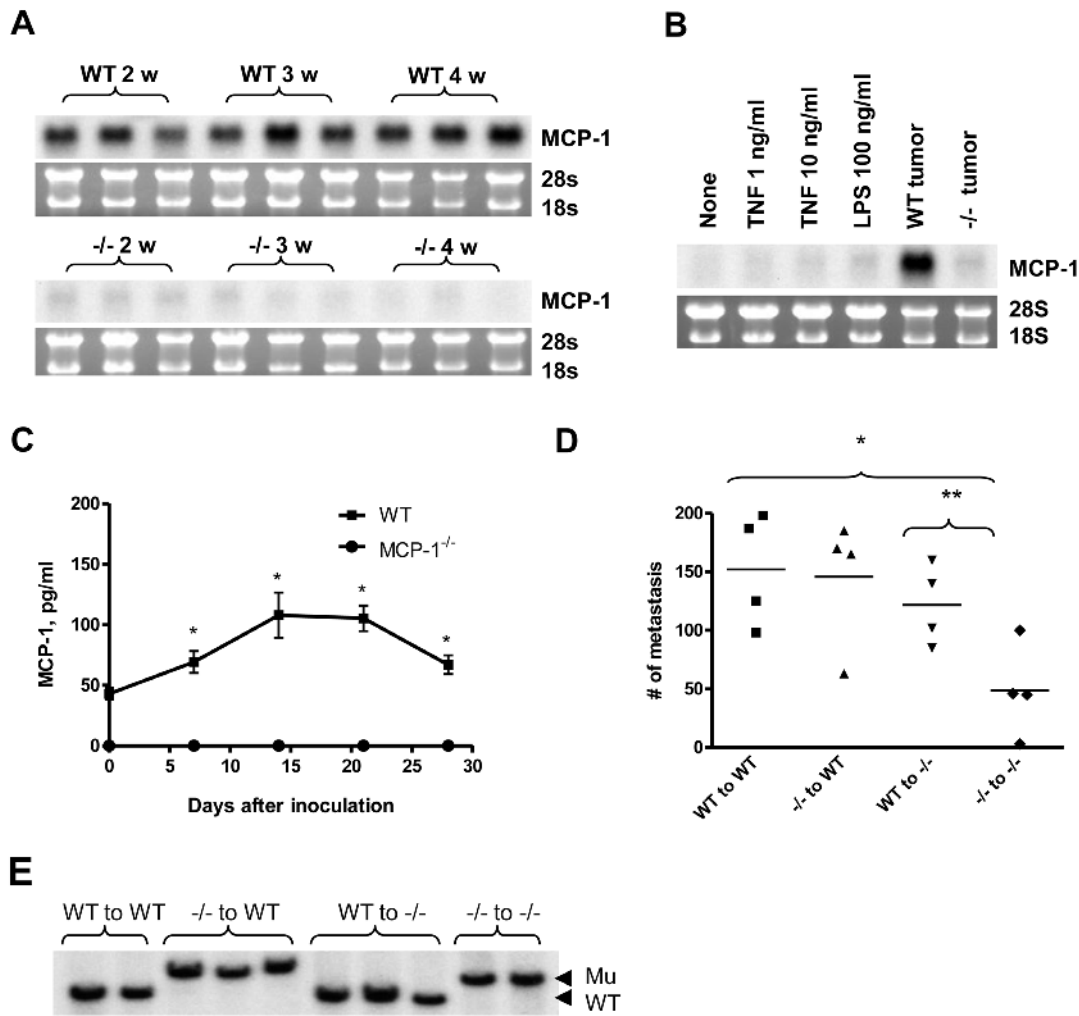 A
WT 2 w WT 3 w WT 4 w
MCP-1
28s
18s
-/- 2 w -/- 3 w -/- 4 w
MCP-1
28s
18s
B
None
TNF 1 ng/ml
TNF 10 ng/ml
LPS 100 ng/ml
WT tumor
-/- tumor
MCP-1
28S
18S
C
MCP-1, pg/ml
200
150
100
50
0
WT
MCP-1-/-
* * * *
0 5 10 15 20 25 30
Days after inoculation
D
*
**
# of metastasis
200
150
100
50
0
WT to WT
-/- to WT
WT to -/-
-/- to -/-
E
WT to WT -/- to WT WT to -/- -/- to -/-
Mu
WT